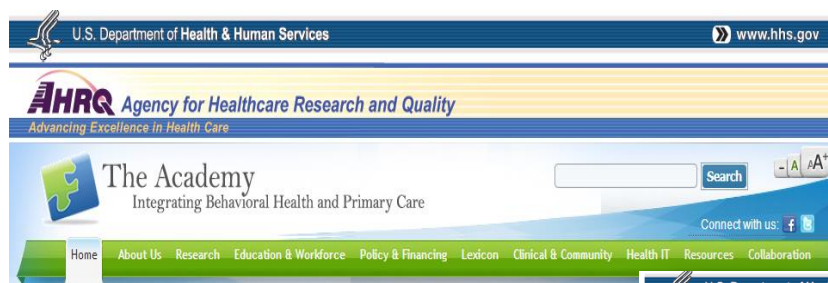 U.S. Department of Health & Human Services
www.hhs.gov
AHRQ Agency for Healthcare Research and Quality
Advancing Excellence in Health Care
The Academy
Integrating Behavioral Health and Primary Care
Search
- A AA+
Connect with us:
Home About Us Research Education & Workforce Policy & Financing Lexicon Clinical & Community Health IT Resources Collaboration